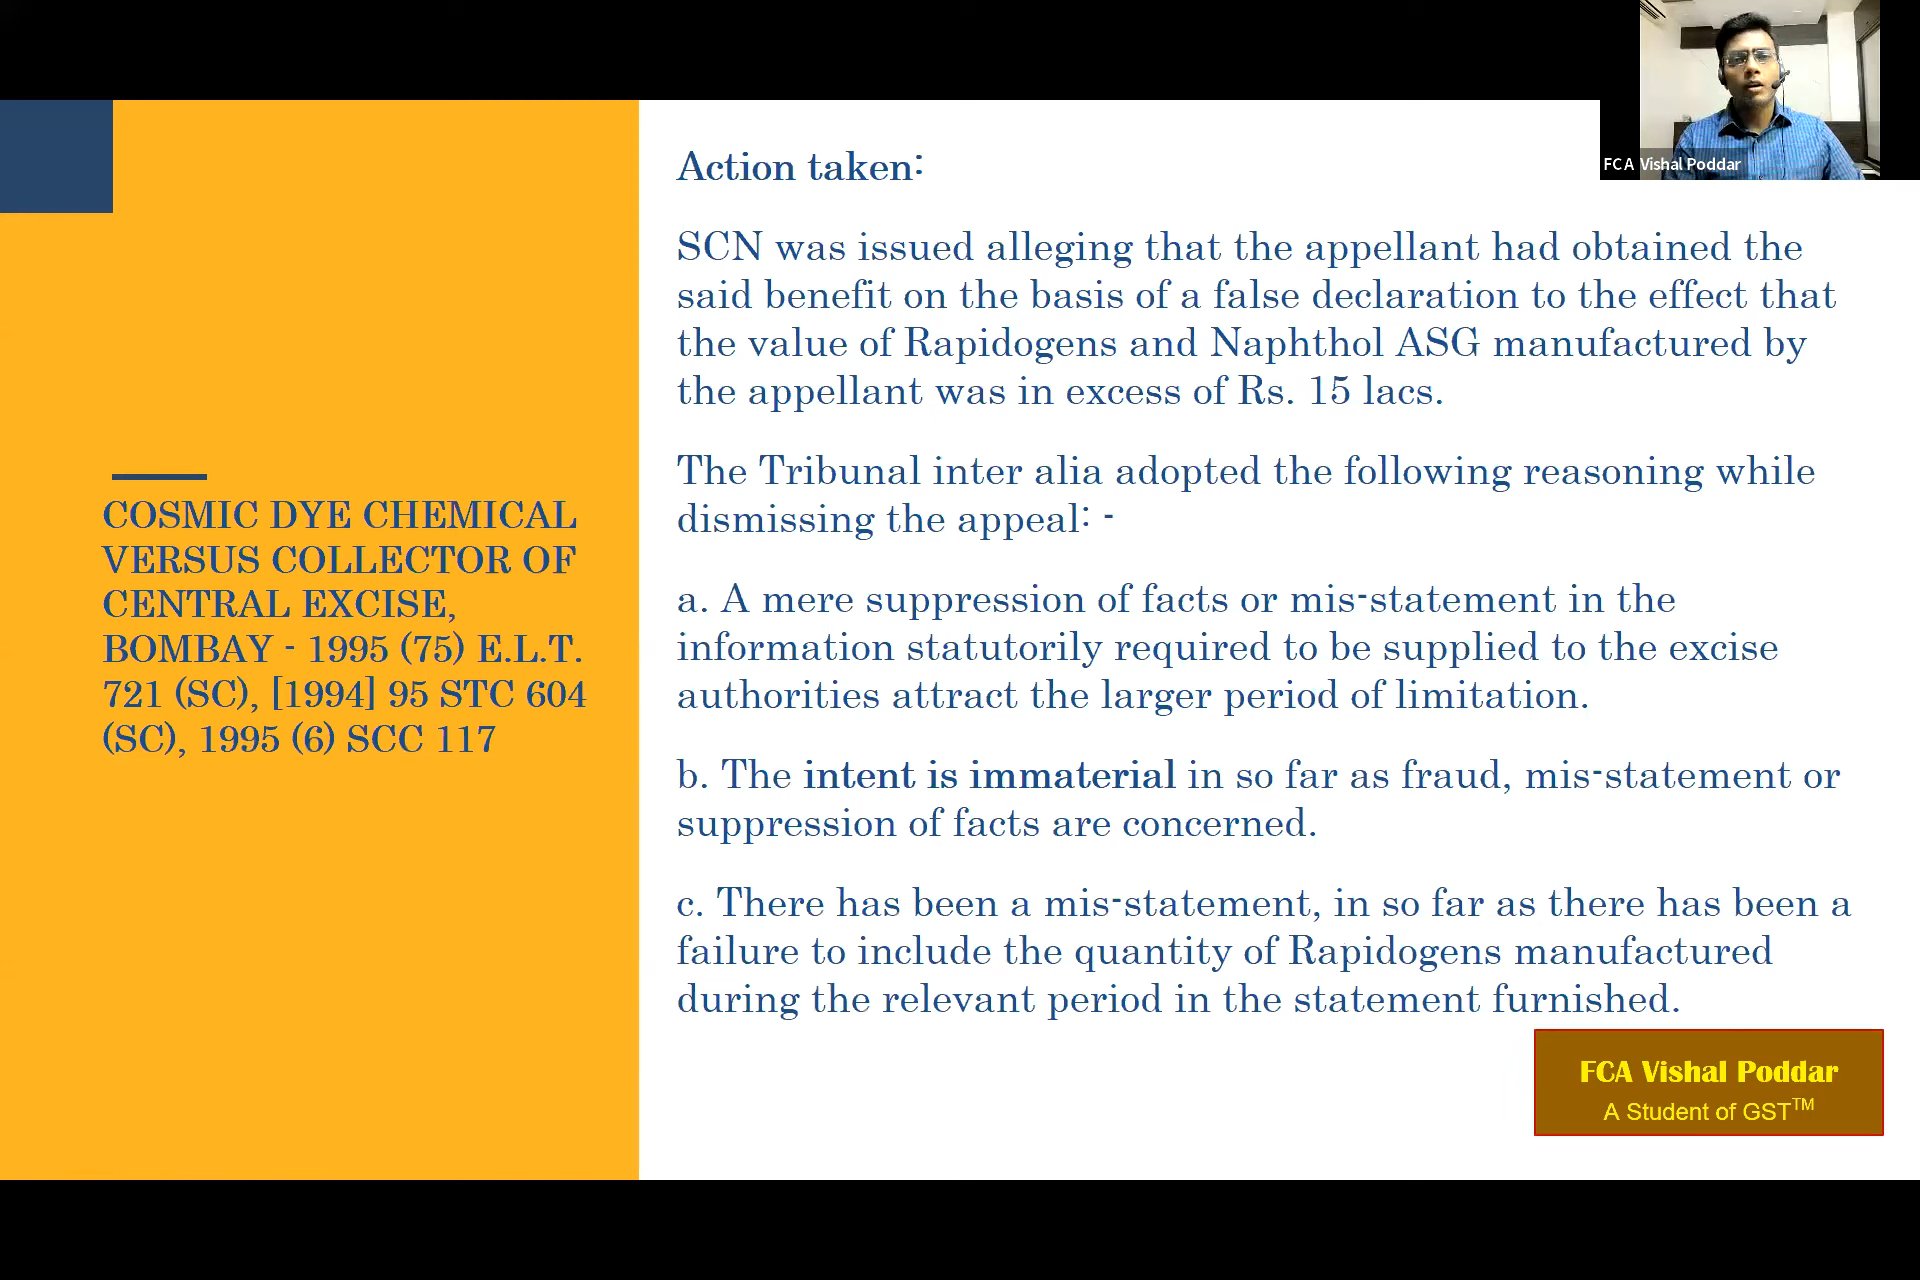 FCA Vishal Poddar
Action taken:
SCN was issued alleging that the appellant had obtained the
said benefit on the basis of a false declaration to the effect that
the value of Rapidogens and Naphthol ASG manufactured by
the appellant was in excess of Rs. 15 lacs.
The Tribunal inter alia adopted the following reasoning while
dismissing the appeal: -
a. A mere suppression of facts or mis-statement in the
information statutorily required to be supplied to the excise
authorities attract the larger period of limitation.
b. The intent is immaterial in so far as fraud, mis-statement or
suppression of facts are concerned.
c. There has been a mis-statement, in so far as there has been a
failure to include the quantity of Rapidogens manufactured
during the relevant period in the statement furnished.
COSMIC DYE CHEMICAL
VERSUS COLLECTOR OF
CENTRAL EXCISE,
BOMBAY - 1995 (75) E.L.T.
721 (SC), [1994] 95 STC 604
(SC), 1995 (6) SCC 117
FCA Vishal Poddar
A Student of GST™